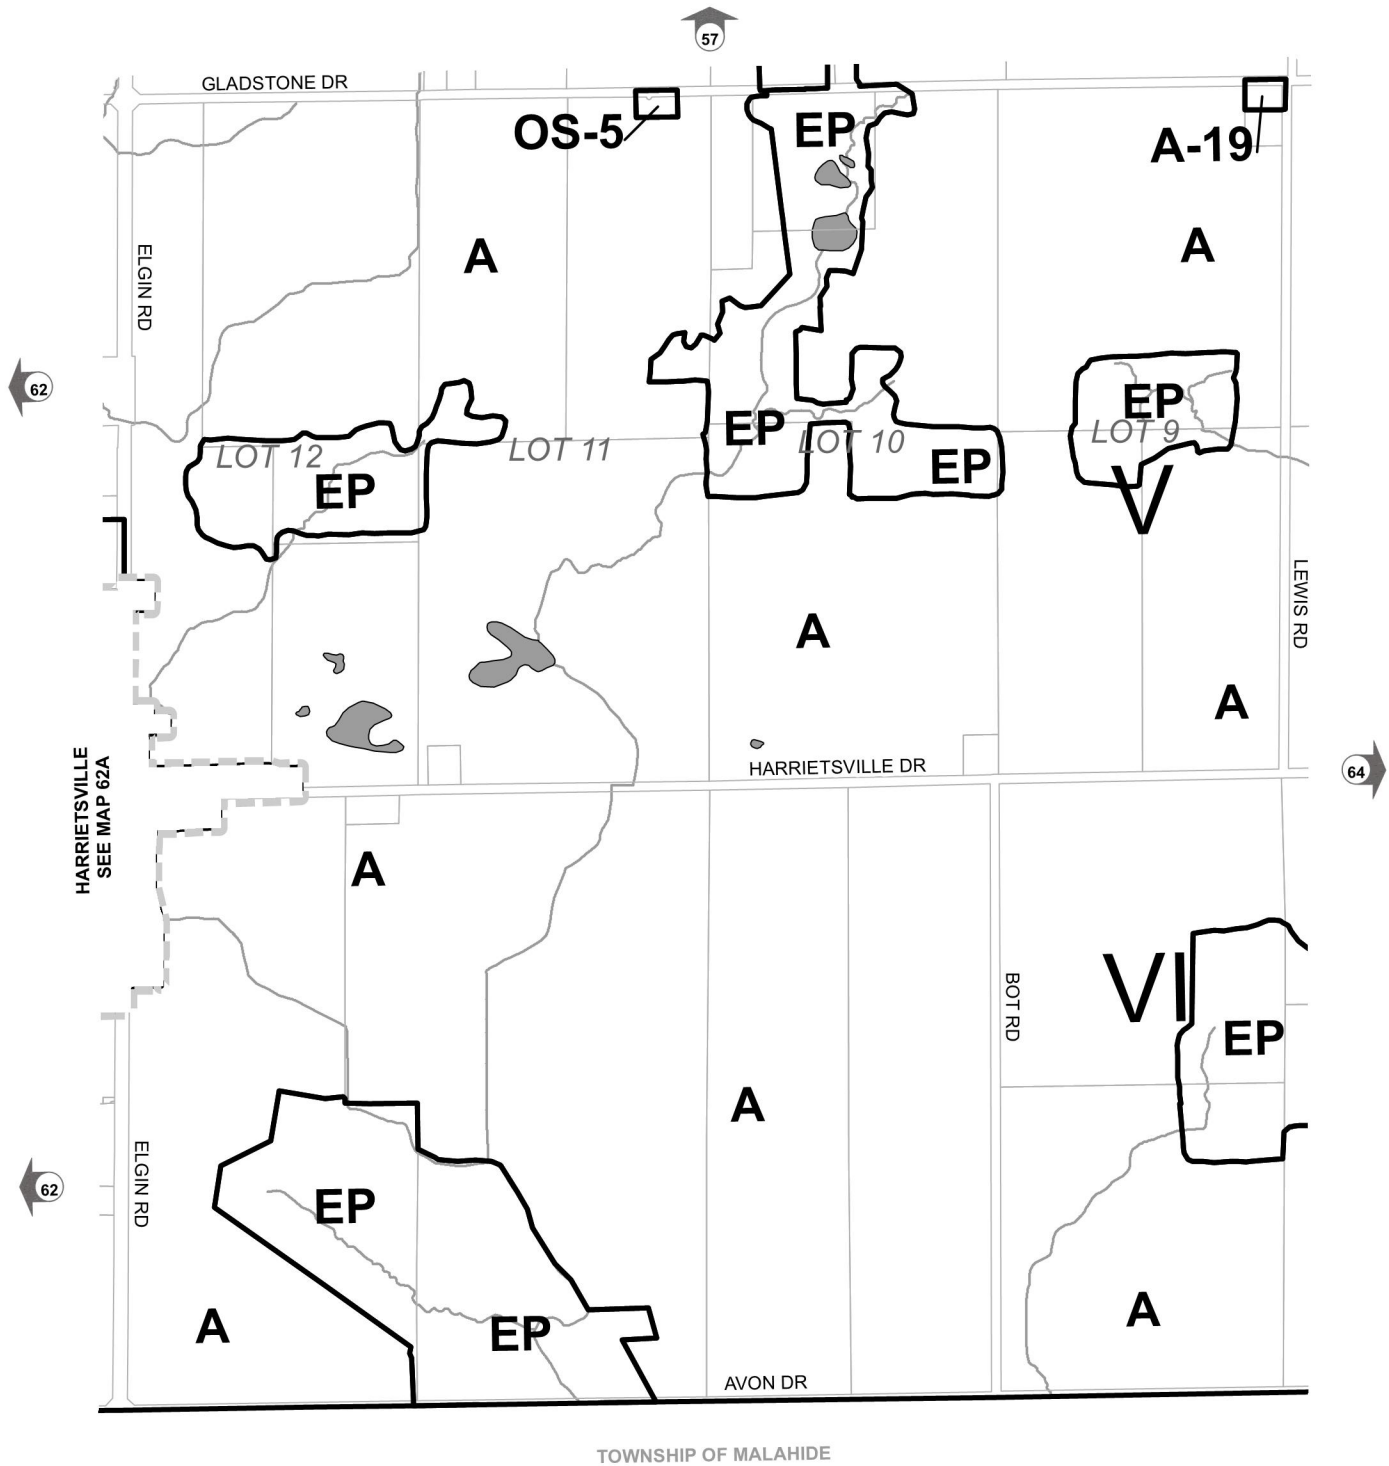 57
GLADSTONE DR
OS-5
EP
A-19
ELGIN RD
A
A
62
EP
EP
LOT 12
LOT 11
LOT 10
LOT 9
EP
EP
V
LEWIS RD
A
A
HARRIETSVILLE
SEE MAP 62A
HARRIETSVILLE DR
64
A
VI
BOT RD
EP
A
ELGIN RD
62
EP
A
EP
A
AVON DR
TOWNSHIP OF MALAHIDE